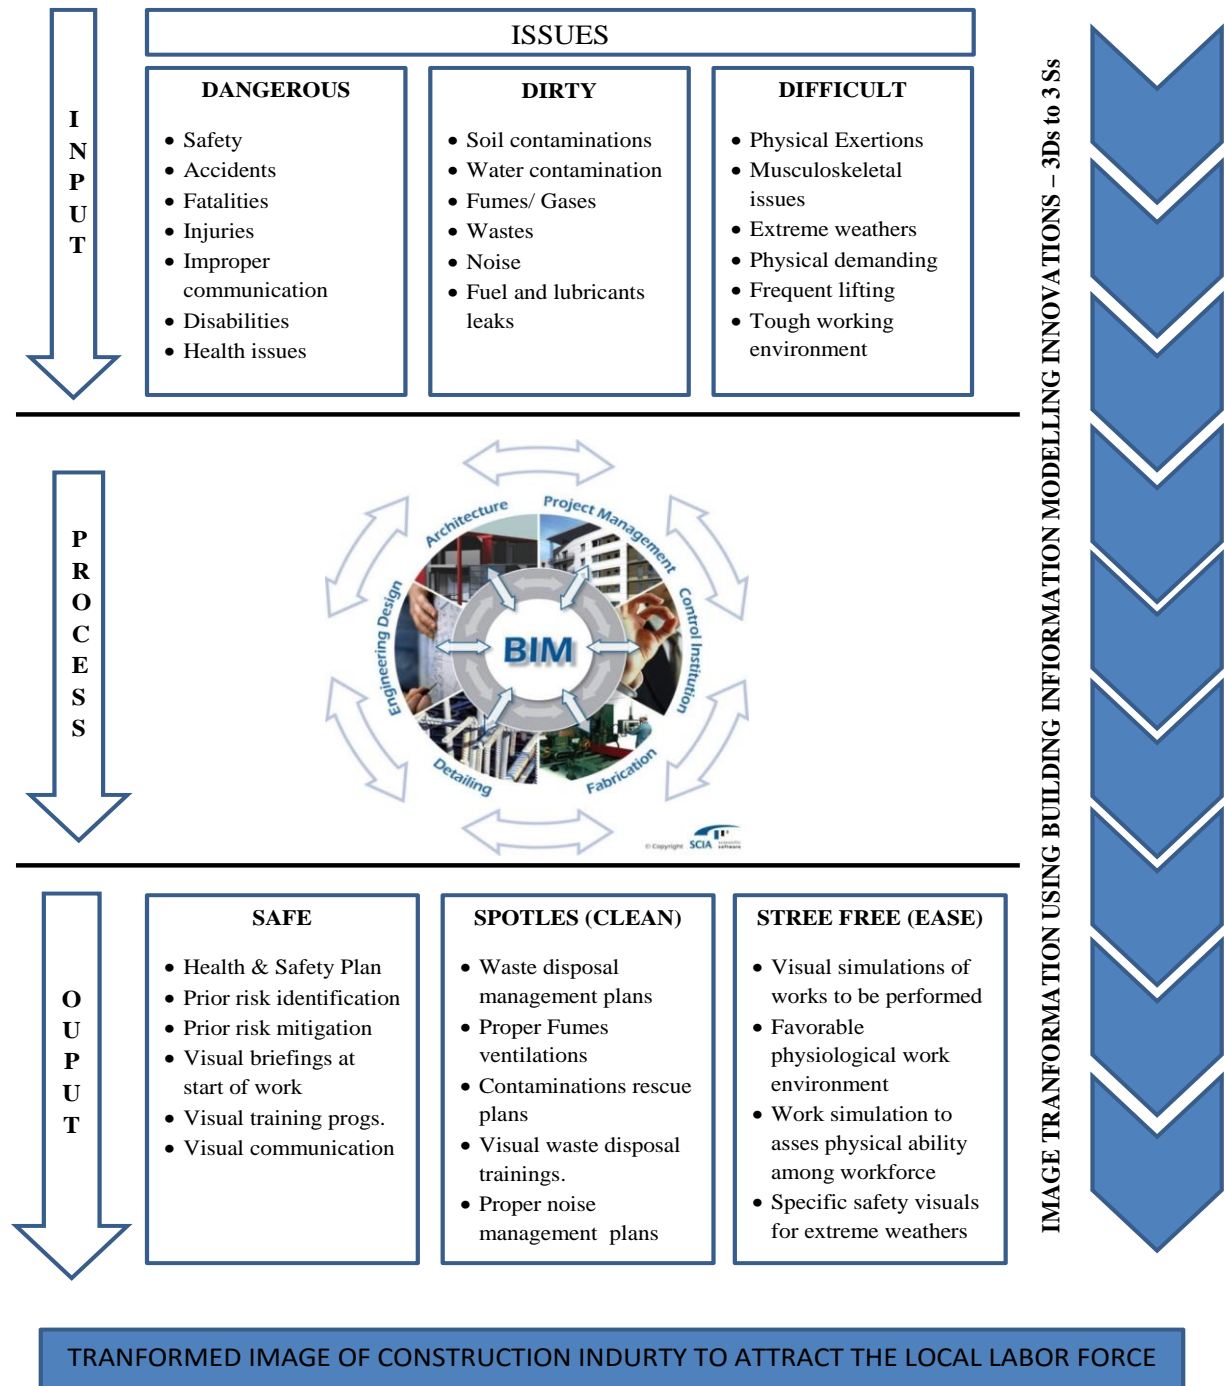 ISSUES
INPUT
DANGEROUS
• Safety
• Accidents
• Fatalities
• Injuries
• Improper
communication
• Disabilities
• Health issues
DIRTY
• Soil contaminations
• Water contamination
• Fumes/ Gases
• Wastes
• Noise
• Fuel and lubricants
leaks
DIFFICULT
• Physical Exertions
• Musculoskeletal
issues
• Extreme weathers
• Physical demanding
• Frequent lifting
• Tough working
environment
PROCESS
Architecture
Project Management
Control Institution
Fabrication
Detailing
Engineering Design
BIM
© Copyright SCIA scientific
software
OUPUT
SAFE
• Health & Safety Plan
• Prior risk identification
• Prior risk mitigation
• Visual briefings at
start of work
• Visual training progs.
• Visual communication
SPOTLES (CLEAN)
• Waste disposal
management plans
• Proper Fumes
ventilations
• Contaminations rescue
plans
• Visual waste disposal
trainings.
• Proper noise
management plans
STREE FREE (EASE)
• Visual simulations of
works to be performed
• Favorable
physiological work
environment
• Work simulation to
asses physical ability
among workforce
• Specific safety visuals
for extreme weathers
IMAGE TRANFORMATION USING BUILDING INFIORMATION MODELLING INNOVATIONS – 3Ds to 3 Ss
TRANFORMED IMAGE OF CONSTRUCTION INDURTY TO ATTRACT THE LOCAL LABOR FORCE